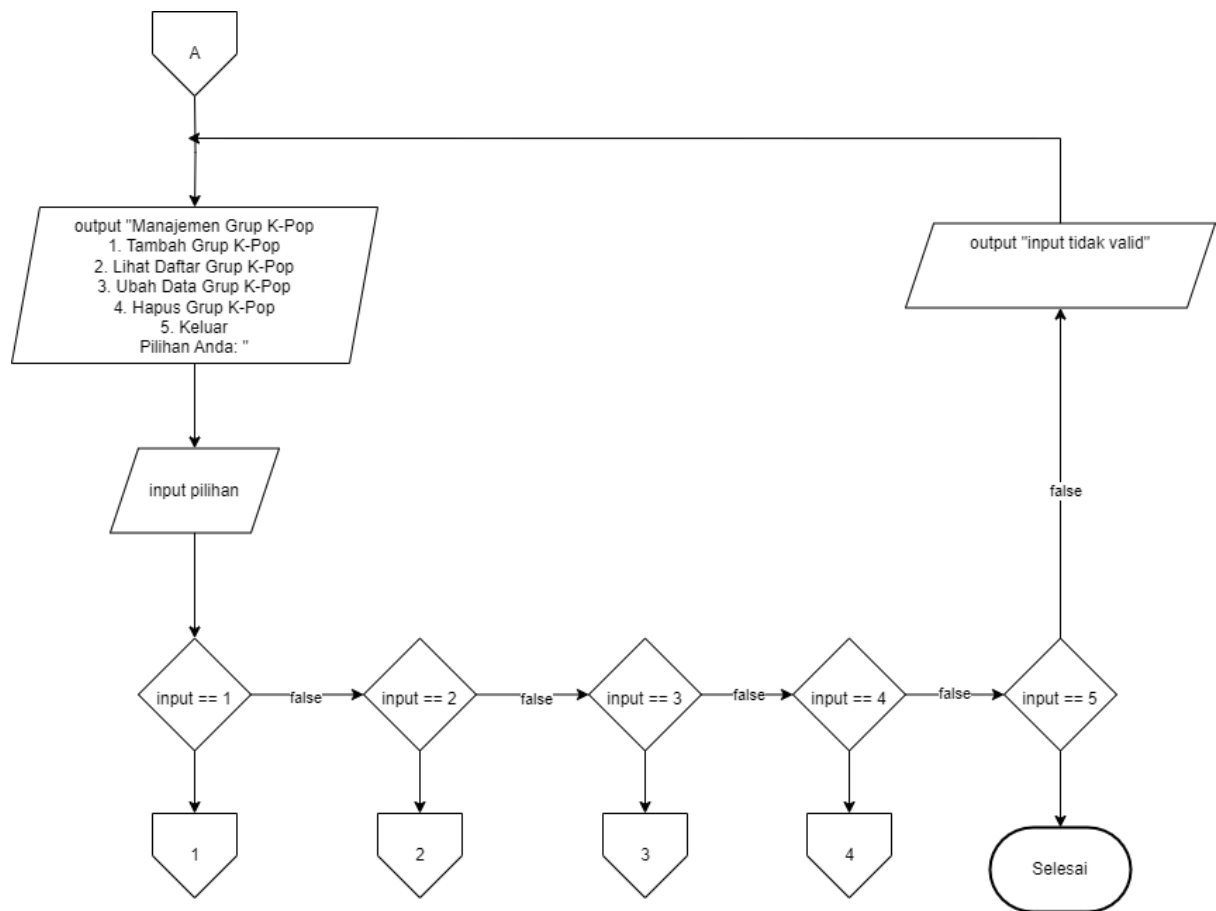 A
output "Manajemen Grup K-Pop
1. Tambah Grup K-Pop
2. Lihat Daftar Grup K-Pop
3. Ubah Data Grup K-Pop
4. Hapus Grup K-Pop
5. Keluar
Pilihan Anda: "
output "input tidak valid"
input pilihan
false
input == 1
false
input == 2
false
input == 3
false
input == 4
false
input == 5
1
2
3
4
Selesai